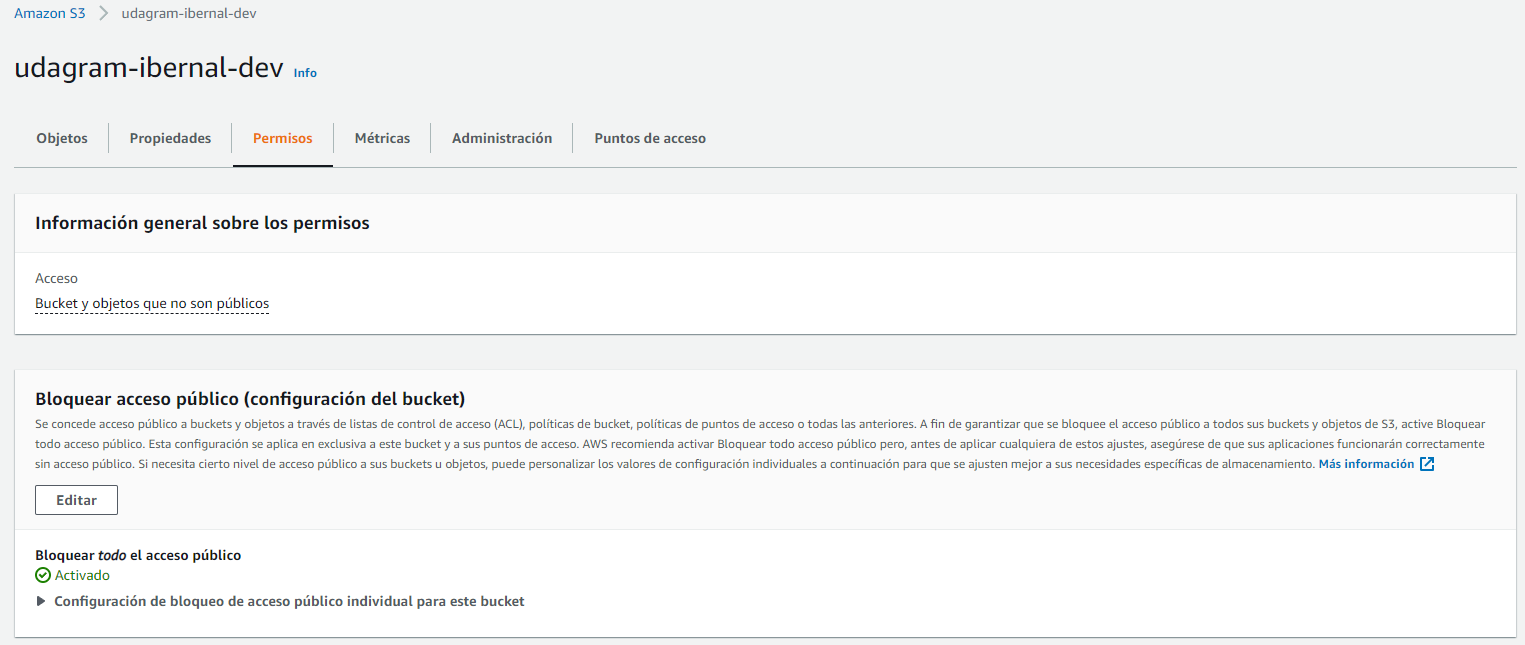 Amazon S3 > udagram-ibernal-dev
udagram-ibernal-dev Info
Objetos Propiedades Permisos Métricas Administración Puntos de acceso
Información general sobre los permisos
Acceso
Bucket y objetos que no son públicos
Bloquear acceso público (configuración del bucket)
Se concede acceso público a buckets y objetos a través de listas de control de acceso (ACL), políticas de bucket, políticas de puntos de acceso o todas las anteriores. A fin de garantizar que se bloquee el acceso público a todos sus buckets y objetos de S3, active Bloquear
todo acceso público. Esta configuración se aplica en exclusiva a este bucket y a sus puntos de acceso. AWS recomienda activar Bloquear todo acceso público pero, antes de aplicar cualquiera de estos ajustes, asegúrese de que sus aplicaciones funcionarán correctamente
sin acceso público. Si necesita cierto nivel de acceso público a sus buckets u objetos, puede personalizar los valores de configuración individuales a continuación para que se ajusten mejor a sus necesidades específicas de almacenamiento. Más información
Editar
Bloquear todo el acceso público
Activado
Configuración de bloqueo de acceso público individual para este bucket